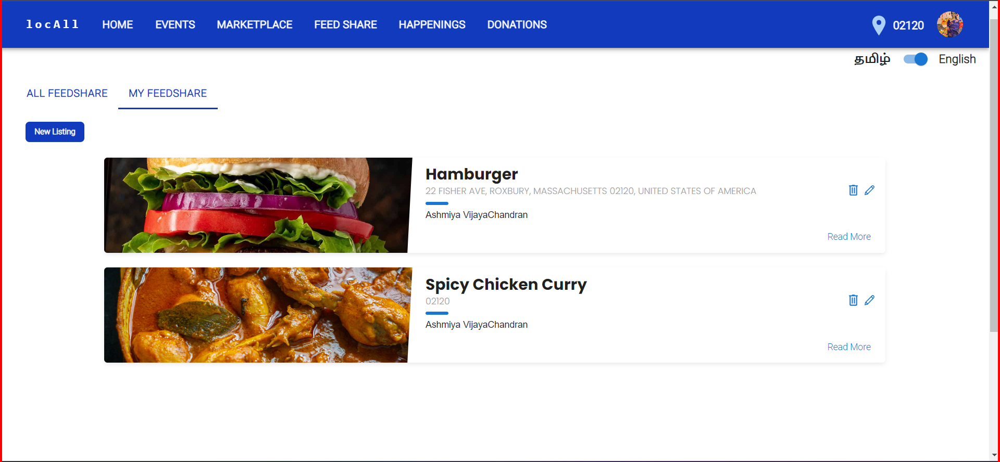 locAll HOME EVENTS MARKETPLACE FEED SHARE HAPPENINGS DONATIONS 02120
தமிழ் English
ALL FEEDSHARE MY FEEDSHARE
New Listing
Hamburger
22 FISHER AVE, ROXBURY, MASSACHUSETTS 02120, UNITED STATES OF AMERICA
Ashmiya VijayaChandran
Read More
Spicy Chicken Curry
02120
Ashmiya VijayaChandran
Read More